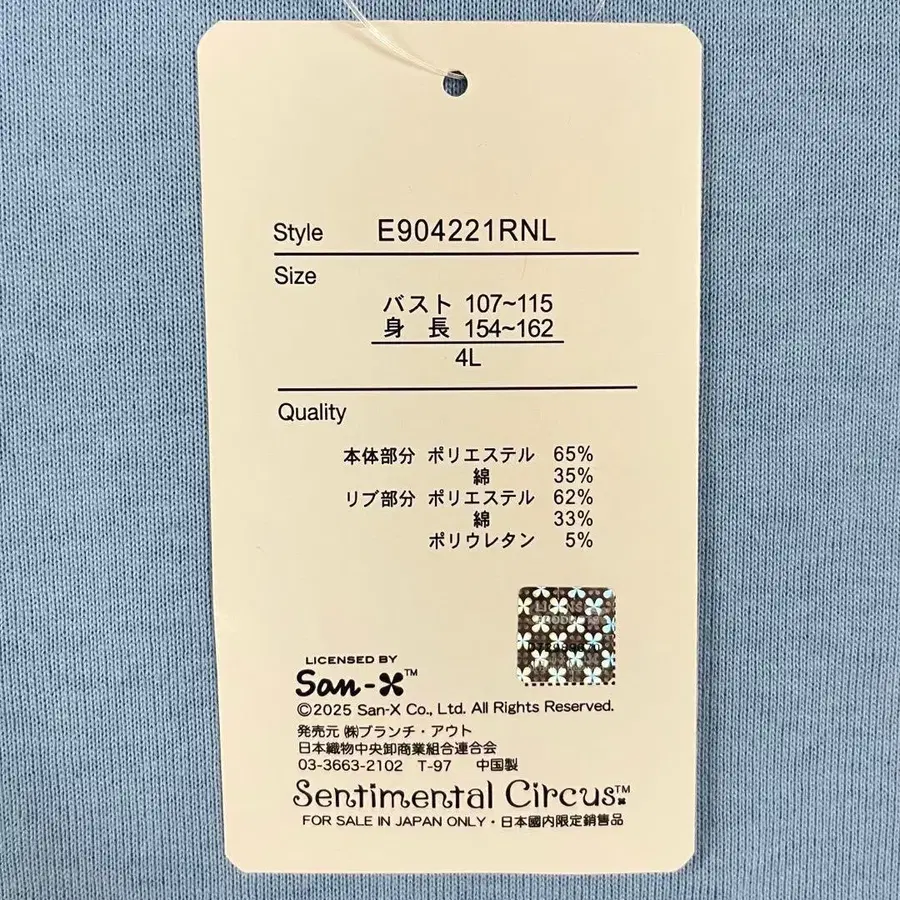 Style E904221RNL
Size
バスト 107~115
身長 154~162
4L
Quality
本体部分 ポリエステル 65%
綿 35%
リブ部分 ポリエステル 62%
綿 33%
ポリウレタン 5%
LICENSED BY
San-X™
©2025 San-X Co., Ltd. All Rights Reserved.
発売元 ㈱ブランチ・アウト
日本織物中央卸商業組合連合会
03-3663-2102 T-97 中国製
Sentimental Circus™
FOR SALE IN JAPAN ONLY・日本國内限定銷售品